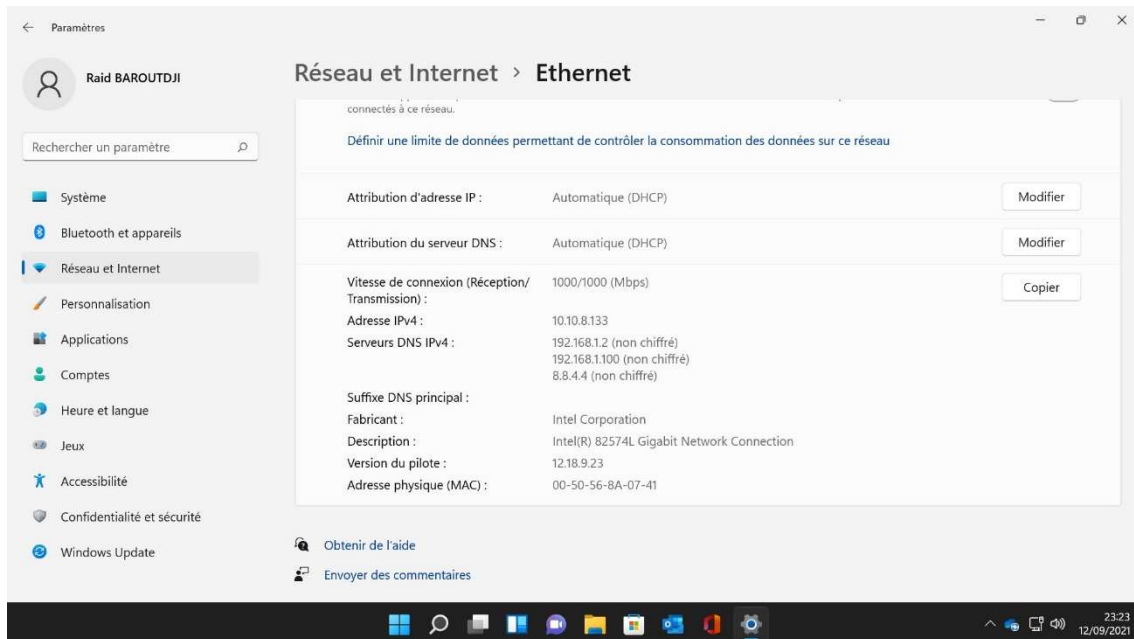 Paramètres
Raid BAROUTDJI
Rechercher un paramètre
Système
Bluetooth et appareils
Réseau et Internet
Personnalisation
Applications
Comptes
Heure et langue
Jeux
Accessibilité
Confidentialité et sécurité
Windows Update
Réseau et Internet > Ethernet
connectés à ce réseau.
Définir une limite de données permettant de contrôler la consommation des données sur ce réseau
Attribution d'adresse IP : Automatique (DHCP) Modifier
Attribution du serveur DNS : Automatique (DHCP) Modifier
Vitesse de connexion (Réception/ 1000/1000 (Mbps) Copier
Transmission) :
Adresse IPv4 : 10.10.8.133
Serveurs DNS IPv4 : 192.168.1.2 (non chiffré)
192.168.1.100 (non chiffré)
8.8.4.4 (non chiffré)
Suffixe DNS principal :
Fabricant : Intel Corporation
Description : Intel(R) 82574L Gigabit Network Connection
Version du pilote : 12.18.9.23
Adresse physique (MAC) : 00-50-56-8A-07-41
Obtenir de l'aide
Envoyer des commentaires
23:23
12/09/2021